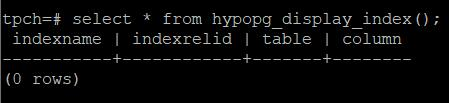 tpch=# select * from hypopg_display_index();
 indexname | indexrelid | table | column
-----------+------------+-------+--------
(0 rows)